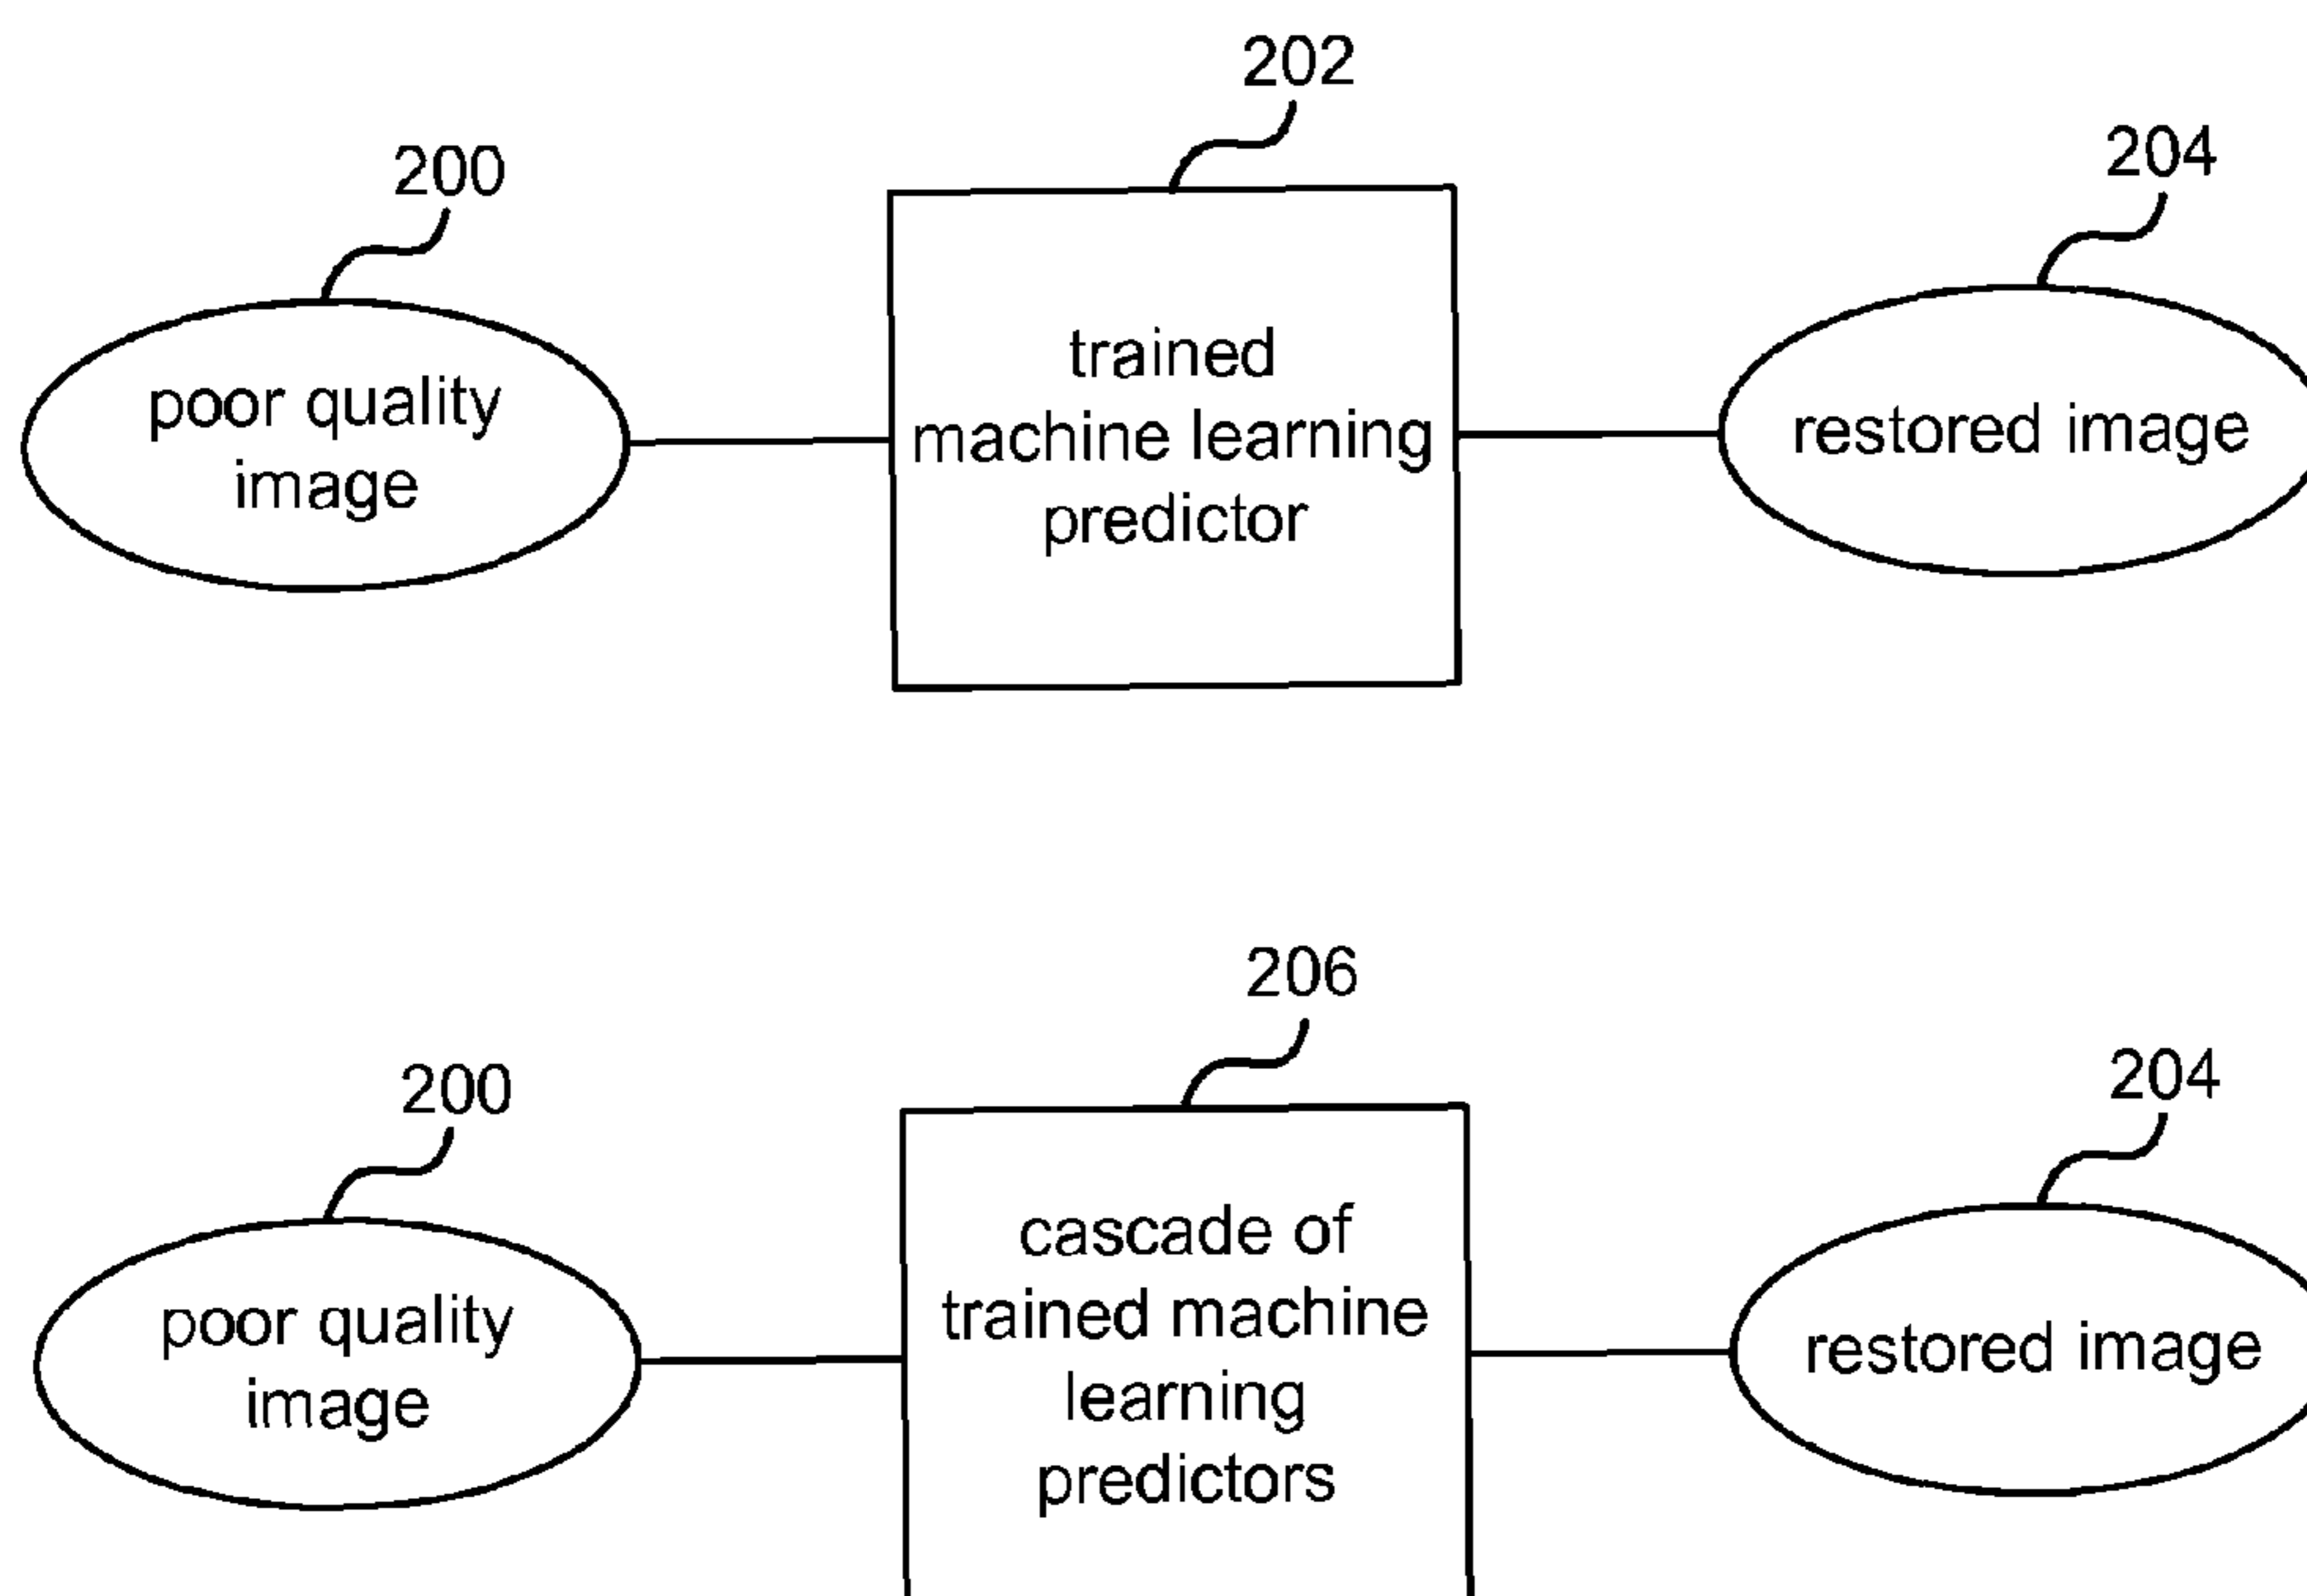 202
200
204
trained
machine learning
predictor
poor quality
image
restored image
206
200
204
cascade of
trained machine
learning
predictors
poor quality
image
restored image